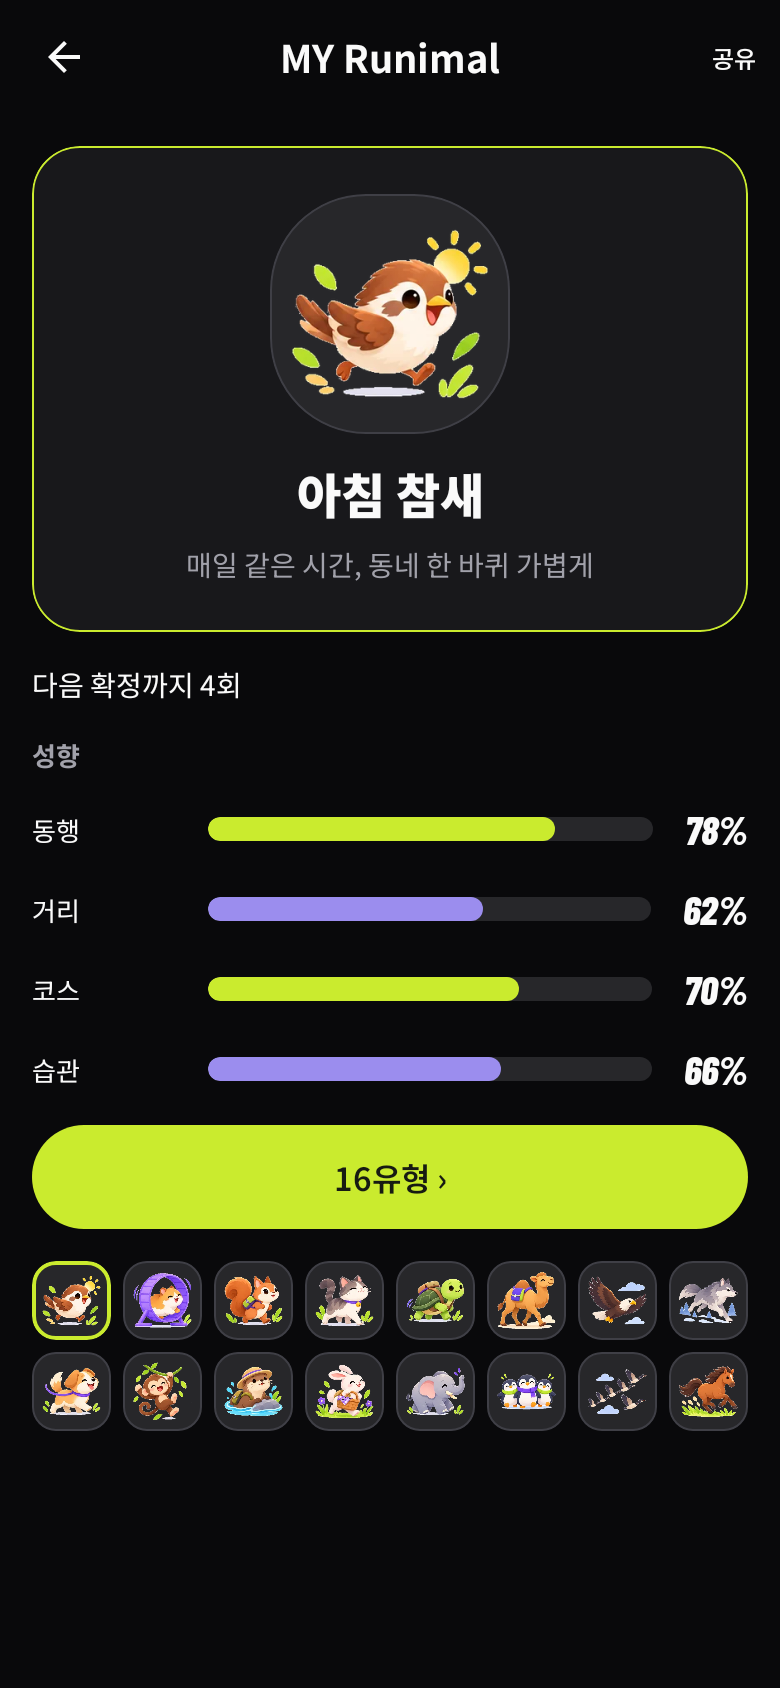 MY Runimal
공유
아침 참새
매일 같은 시간, 동네 한 바퀴 가볍게
다음 확정까지 4회
성향
동행 78%
거리 62%
코스 70%
습관 66%
16유형 ›